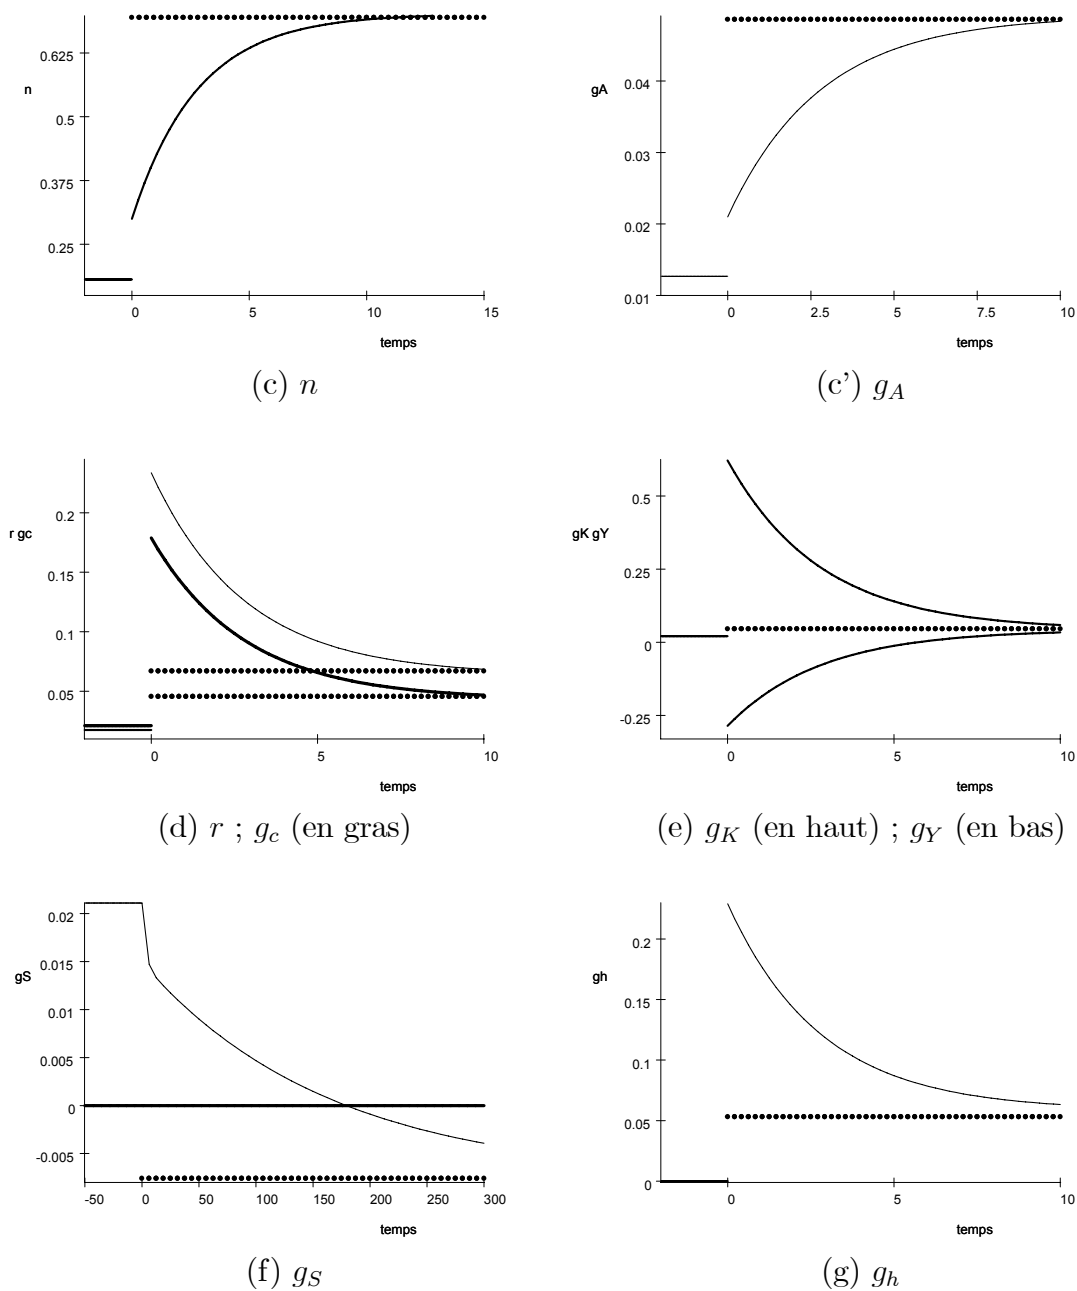 0.625
n
0.5
0.375
0.25
0 5 10 15
temps
(c) n
gA
0.04
0.03
0.02
0.01
0 2.5 5 7.5 10
temps
(c') g_A
0.2
r gc
0.15
0.1
0.05
0 5 10
temps
(d) r ; g_c (en gras)
0.5
gK gY
0.25
0
-0.25
0 5 10
temps
(e) g_K (en haut) ; g_Y (en bas)
0.02
gS
0.015
0.01
0.005
0
-0.005
-50 0 50 100 150 200 250 300
temps
(f) g_S
0.2
gh
0.15
0.1
0.05
0
0 5 10
temps
(g) g_h